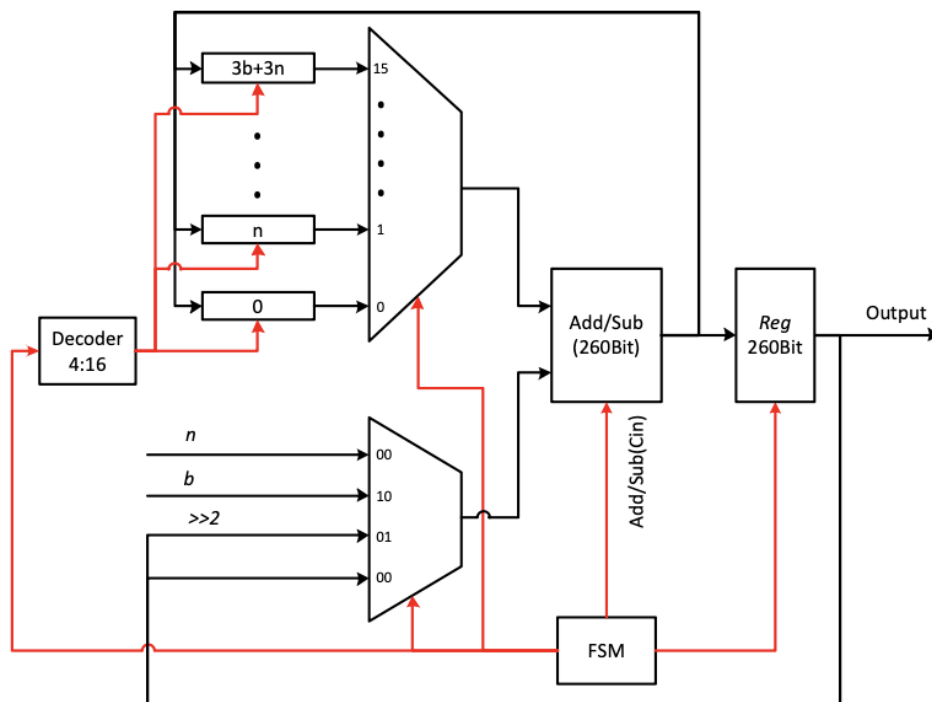 3b+3n
15
n
1
0
0
Decoder
4:16
Add/Sub
(260Bit)
Reg
260Bit
Output
n
00
b
10
>>2
01
00
Add/Sub(Cin)
FSM